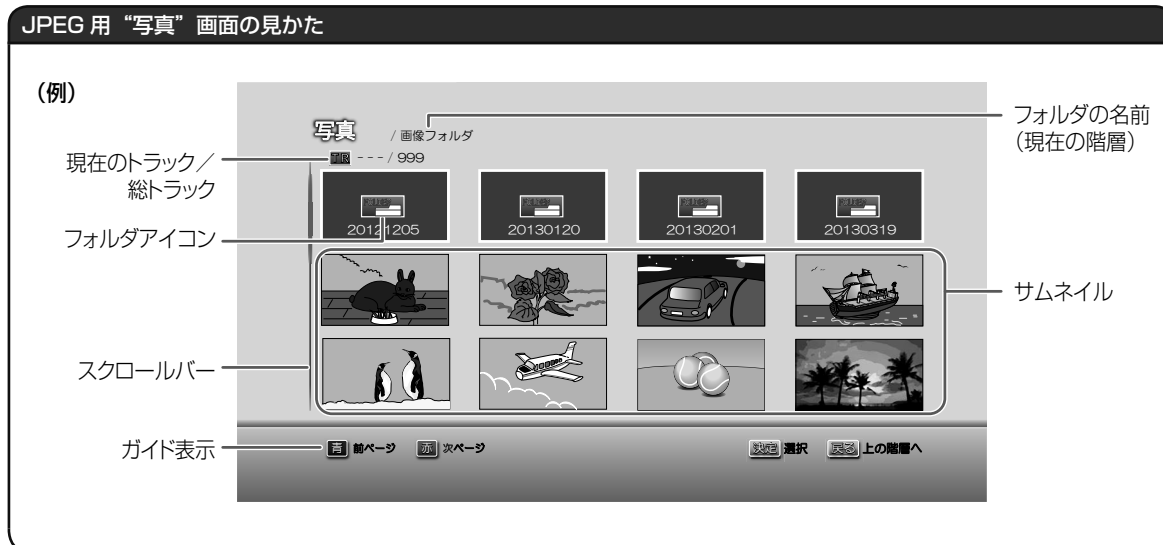 JPEG 用“写真”画面の見かた
（例）
写真 / 画像フォルダ
TR - - - / 999
フォルダの名前
（現在の階層）
現在のトラック／
総トラック
フォルダアイコン
20121205
20130120
20130201
20130319
サムネイル
スクロールバー
ガイド表示
青 前ページ 赤 次ページ 決定 選択 戻る 上の階層へ